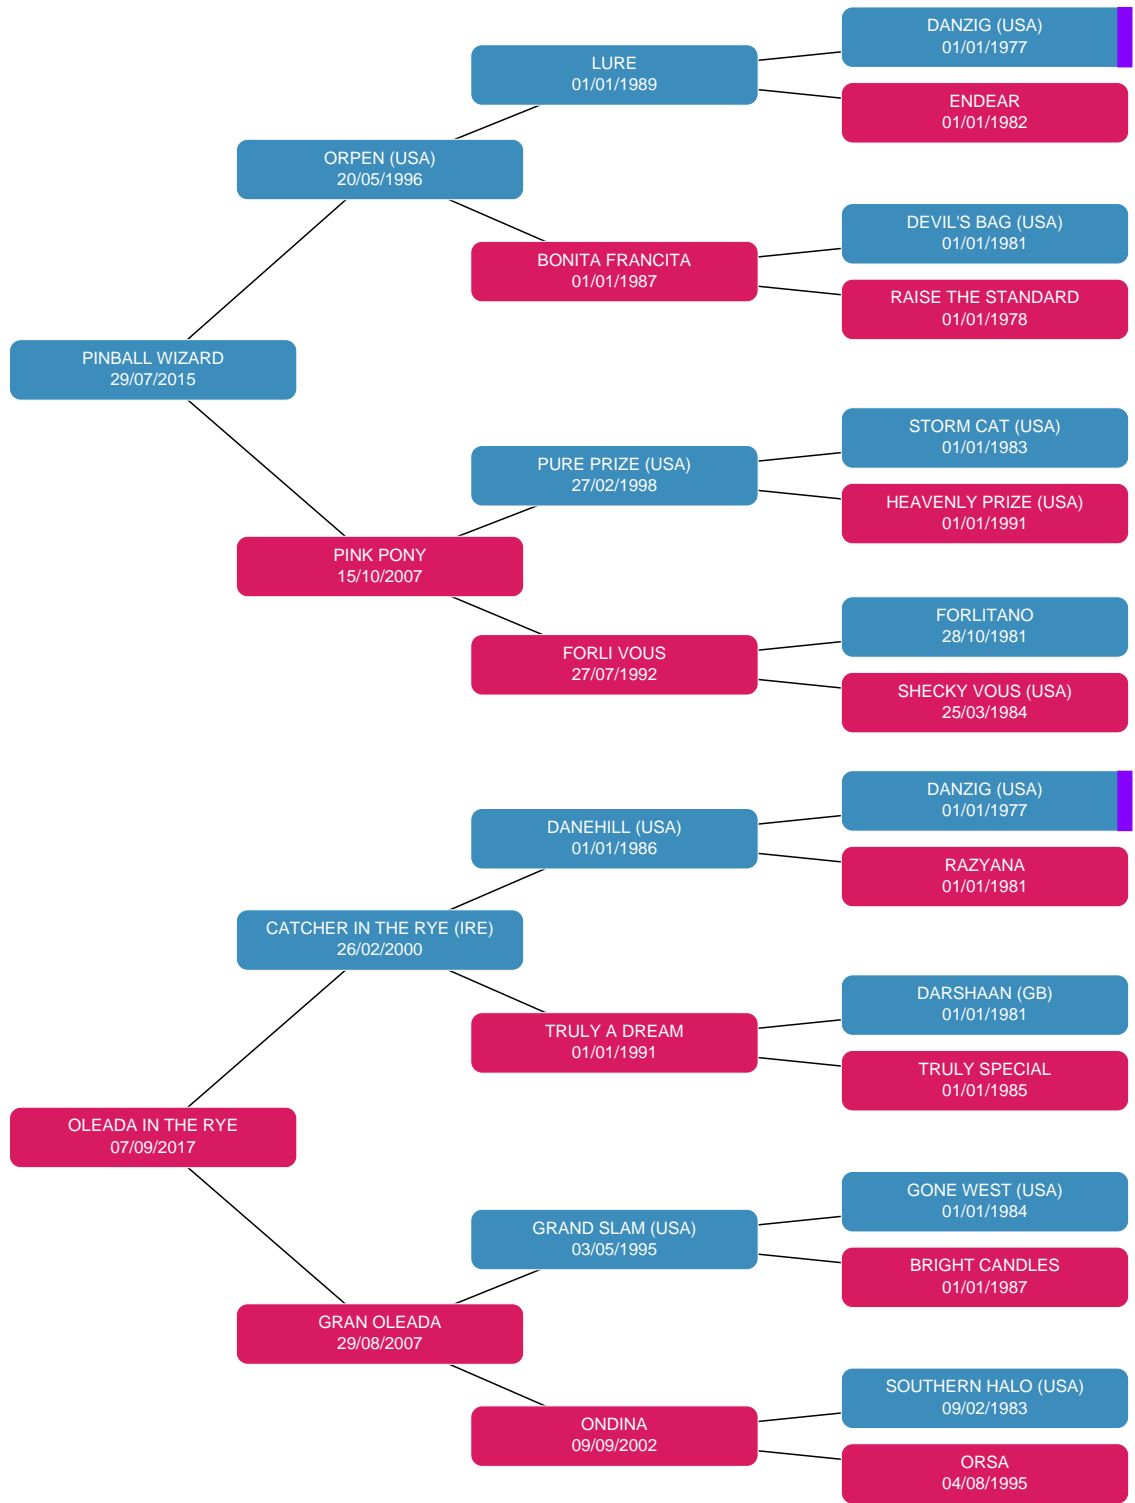 DANZIG (USA)
01/01/1977
LURE
01/01/1989
ENDEAR
01/01/1982
ORPEN (USA)
20/05/1996
DEVIL'S BAG (USA)
01/01/1981
BONITA FRANCITA
01/01/1987
RAISE THE STANDARD
01/01/1978
PINBALL WIZARD
29/07/2015
STORM CAT (USA)
01/01/1983
PURE PRIZE (USA)
27/02/1998
HEAVENLY PRIZE (USA)
01/01/1991
PINK PONY
15/10/2007
FORLITANO
28/10/1981
FORLI VOUS
27/07/1992
SHECKY VOUS (USA)
25/03/1984
DANZIG (USA)
01/01/1977
DANEHILL (USA)
01/01/1986
RAZYANA
01/01/1981
CATCHER IN THE RYE (IRE)
26/02/2000
DARSHAAN (GB)
01/01/1981
TRULY A DREAM
01/01/1991
TRULY SPECIAL
01/01/1985
OLEADA IN THE RYE
07/09/2017
GONE WEST (USA)
01/01/1984
GRAND SLAM (USA)
03/05/1995
BRIGHT CANDLES
01/01/1987
GRAN OLEADA
29/08/2007
SOUTHERN HALO (USA)
09/02/1983
ONDINA
09/09/2002
ORSA
04/08/1995